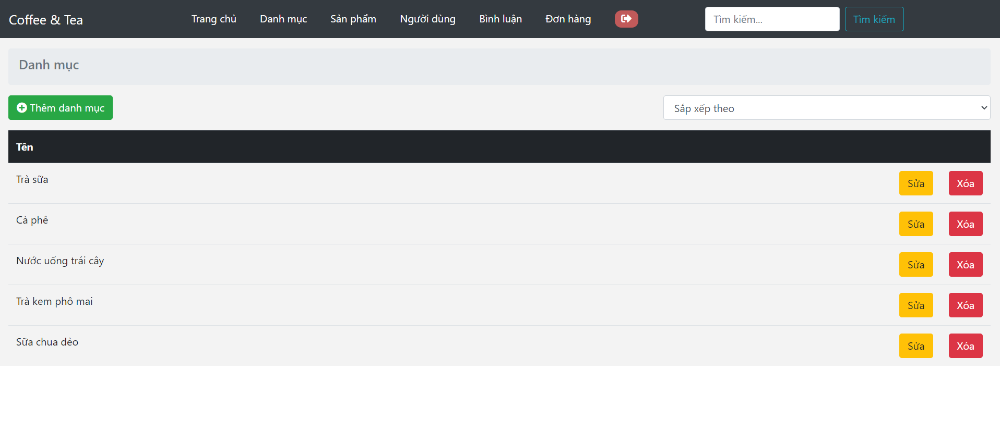 Coffee & Tea Trang chủ Danh mục Sản phẩm Người dùng Bình luận Đơn hàng Tìm kiếm... Tìm kiếm
Danh mục
Thêm danh mục Sắp xếp theo
Tên
Trà sữa Sửa Xóa
Cà phê Sửa Xóa
Nước uống trái cây Sửa Xóa
Trà kem phô mai Sửa Xóa
Sữa chua dẻo Sửa Xóa